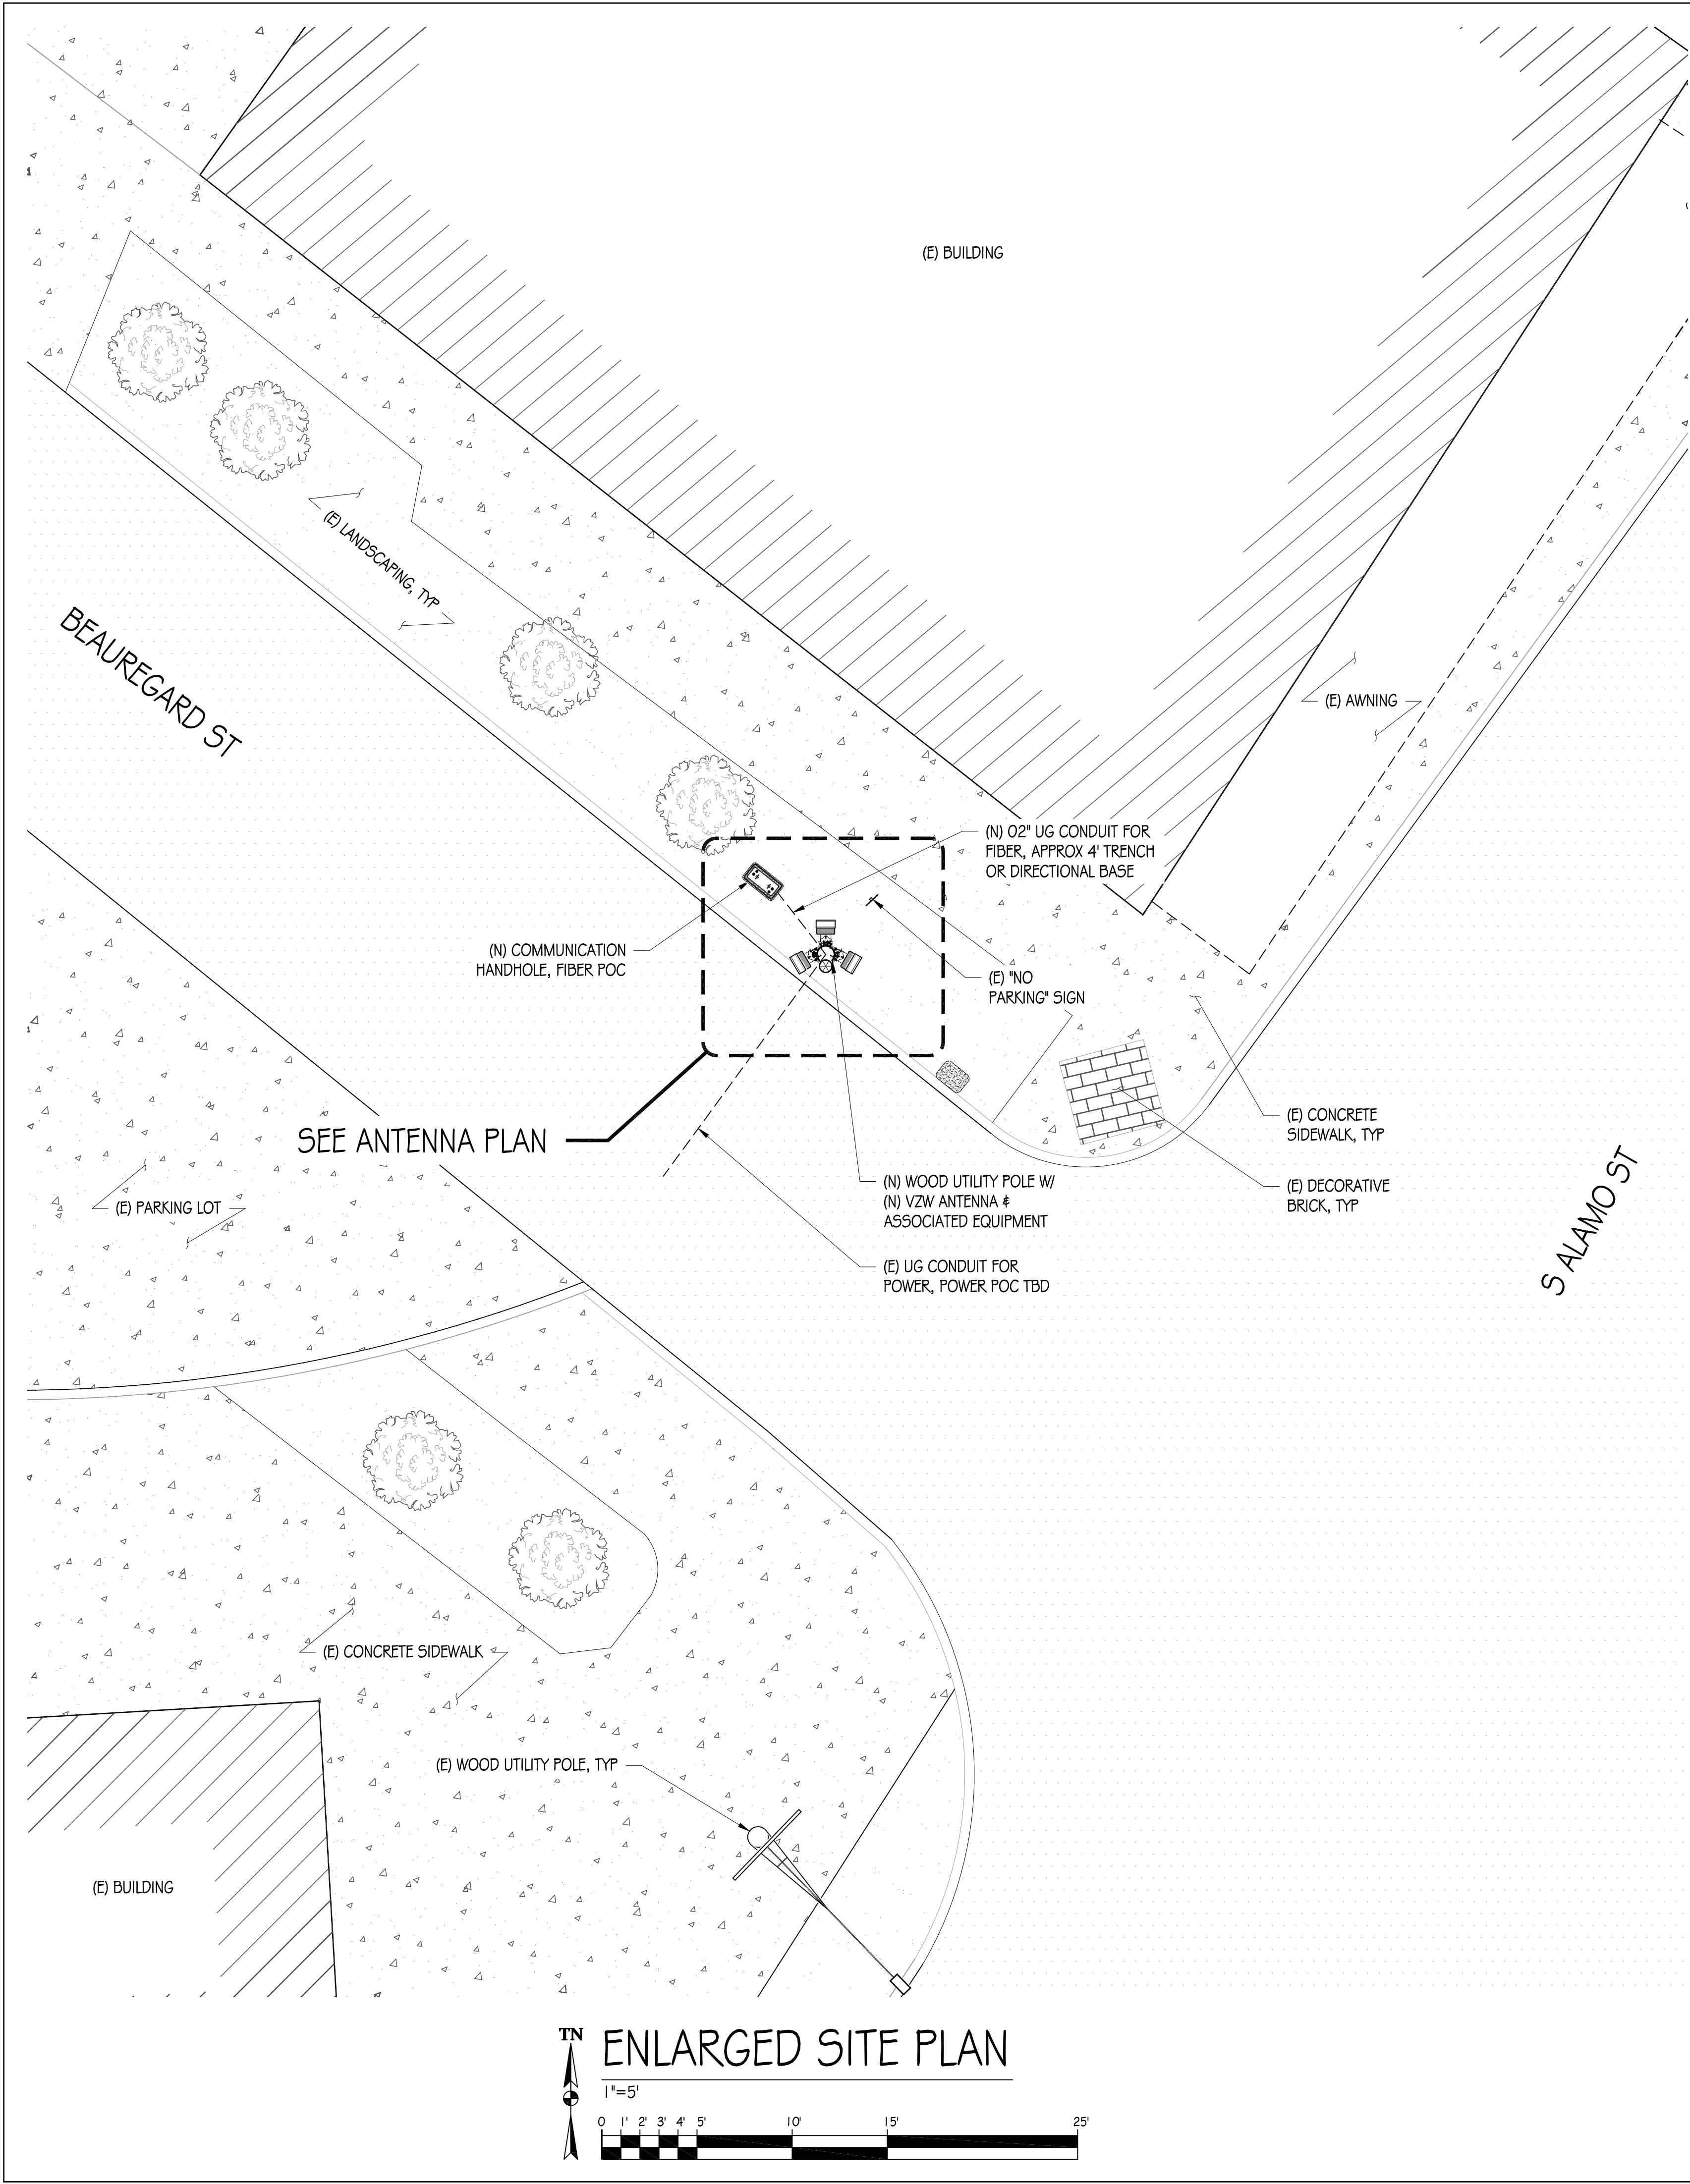 (E) BUILDING
(E) LANDSCAPING, TYP
BEAUREGARD ST
(E) AWNING
(N) O2" UG CONDUIT FOR
FIBER, APPROX 4' TRENCH
OR DIRECTIONAL BASE
(N) COMMUNICATION
HANDHOLE, FIBER POC
(E) "NO
PARKING" SIGN
SEE ANTENNA PLAN
(E) CONCRETE
SIDEWALK, TYP
(E) PARKING LOT
(N) WOOD UTILITY POLE W/
(N) VZW ANTENNA &
ASSOCIATED EQUIPMENT
(E) DECORATIVE
BRICK, TYP
S ALAMO ST
(E) UG CONDUIT FOR
POWER, POWER POC TBD
(E) CONCRETE SIDEWALK
(E) WOOD UTILITY POLE, TYP
(E) BUILDING
TN
ENLARGED SITE PLAN
1"=5'
0 1' 2' 3' 4' 5' 10' 15' 25'